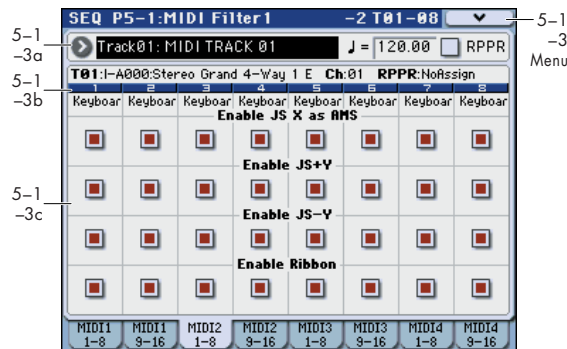 SEQ P5-1:MIDI Filter1 -2 T01-08
5-1
-3
Menu
5-1
-3a
Track01: MIDI TRACK 01 ♩= 120.00 RPPR
5-1
-3b
T01:I-A000:Stereo Grand 4-Way 1 E Ch:01 RPPR:NoAssign
1 2 3 4 5 6 7 8
Keyboar Keyboar Keyboar Keyboar Keyboar Keyboar Keyboar Keyboar
Enable JS X as AMS
Enable JS+Y
5-1
-3c
Enable JS-Y
Enable Ribbon
MIDI1 1-8 MIDI1 9-16 MIDI2 1-8 MIDI2 9-16 MIDI3 1-8 MIDI3 9-16 MIDI4 1-8 MIDI4 9-16